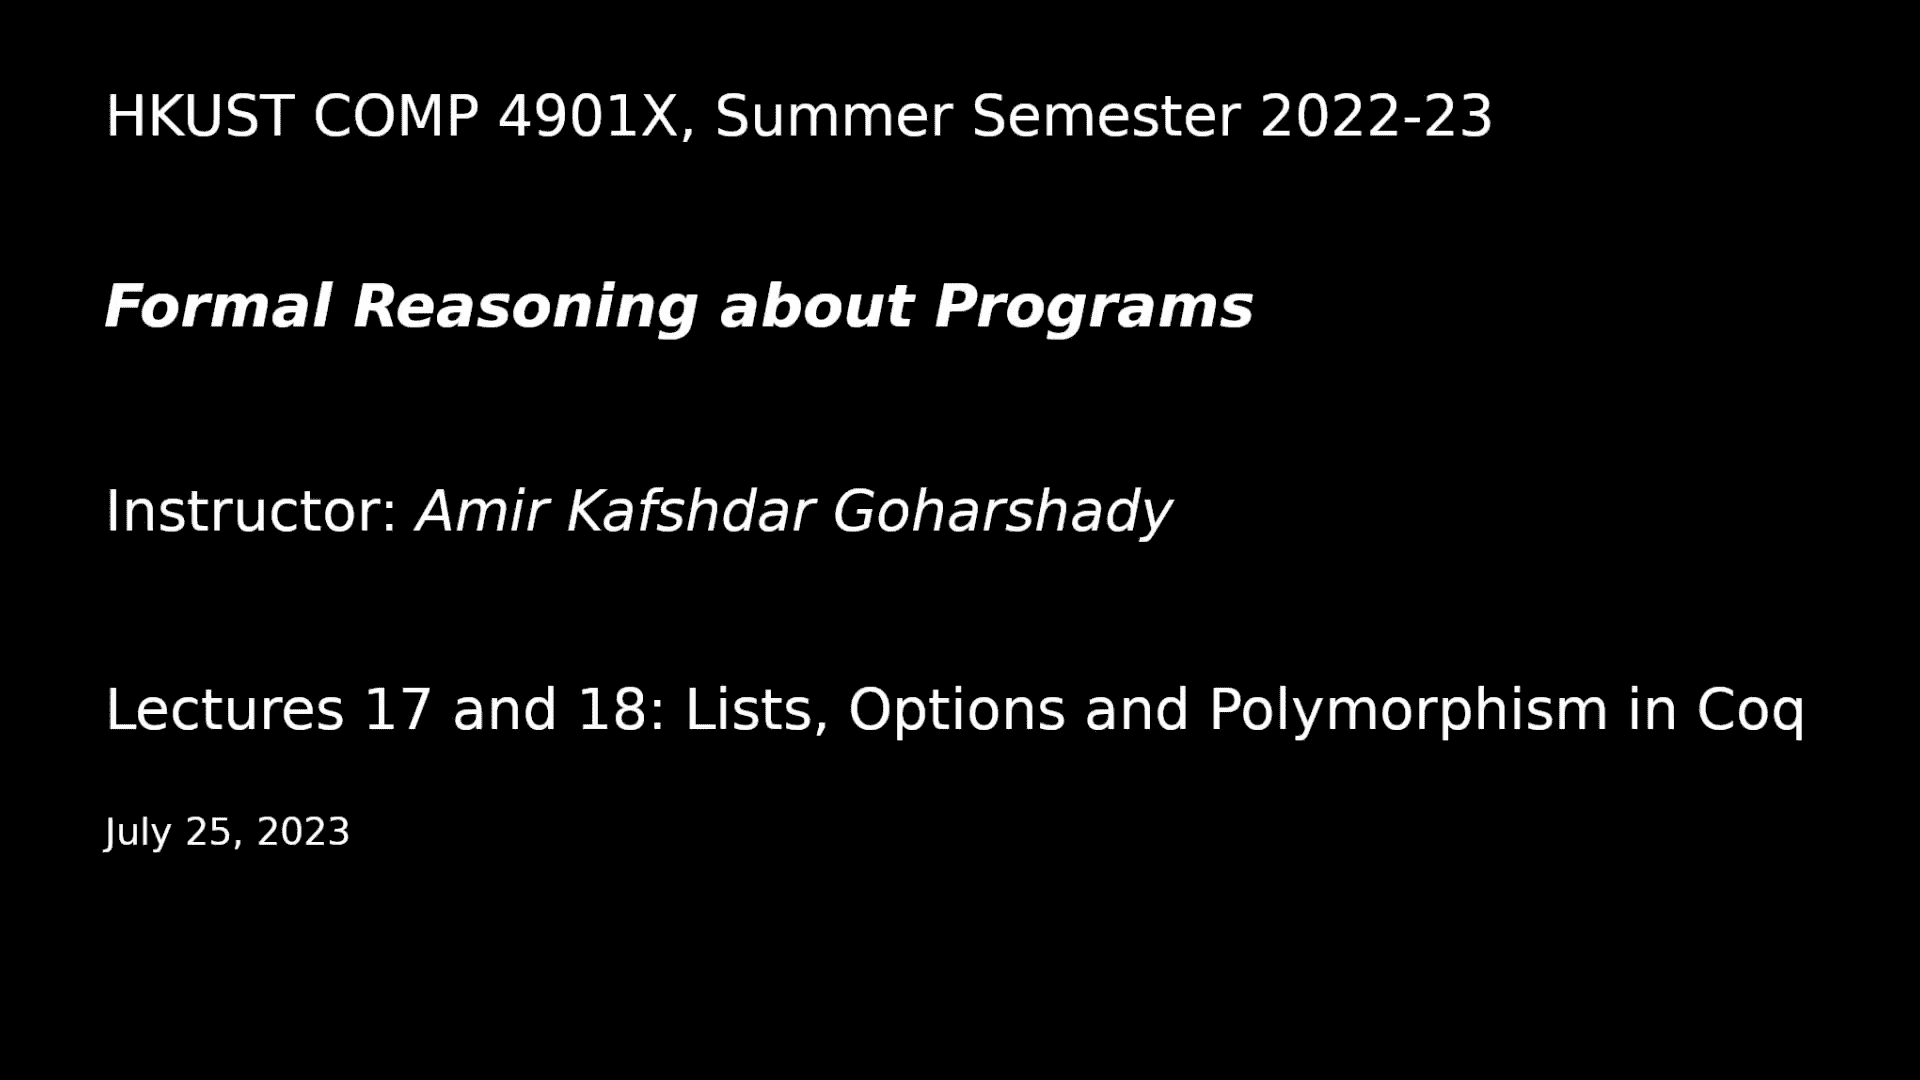 HKUST COMP 4901X, Summer Semester 2022-23
Formal Reasoning about Programs
Instructor: Amir Kafshdar Goharshady
Lectures 17 and 18: Lists, Options and Polymorphism in Coq
July 25, 2023